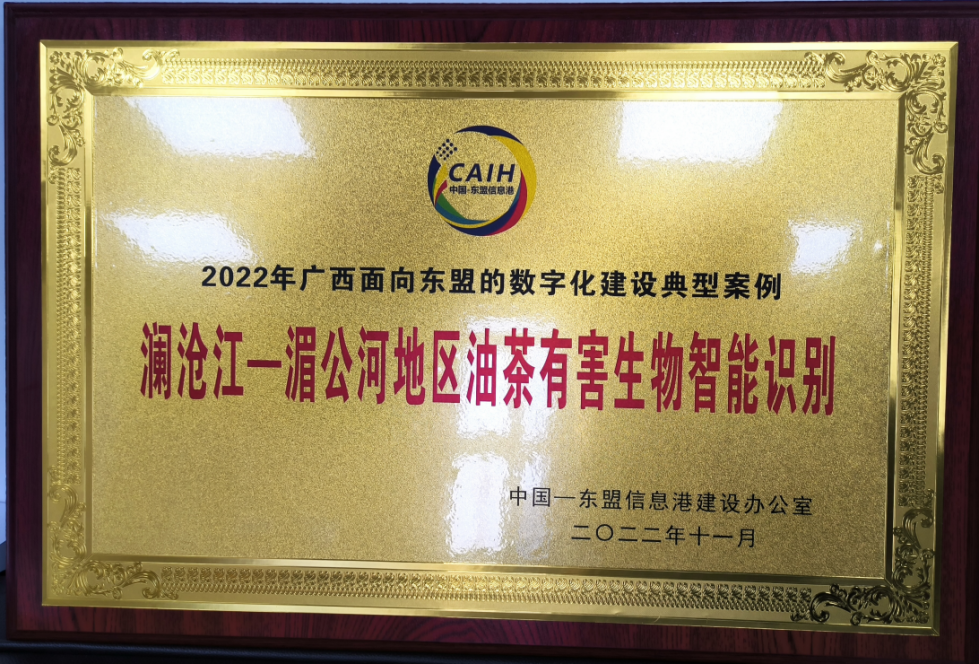 CAIH
中国-东盟信息港
2022年广西面向东盟的数字化建设典型案例
澜沧江—湄公河地区油茶有害生物智能识别
中国—东盟信息港建设办公室
二〇二二年十一月